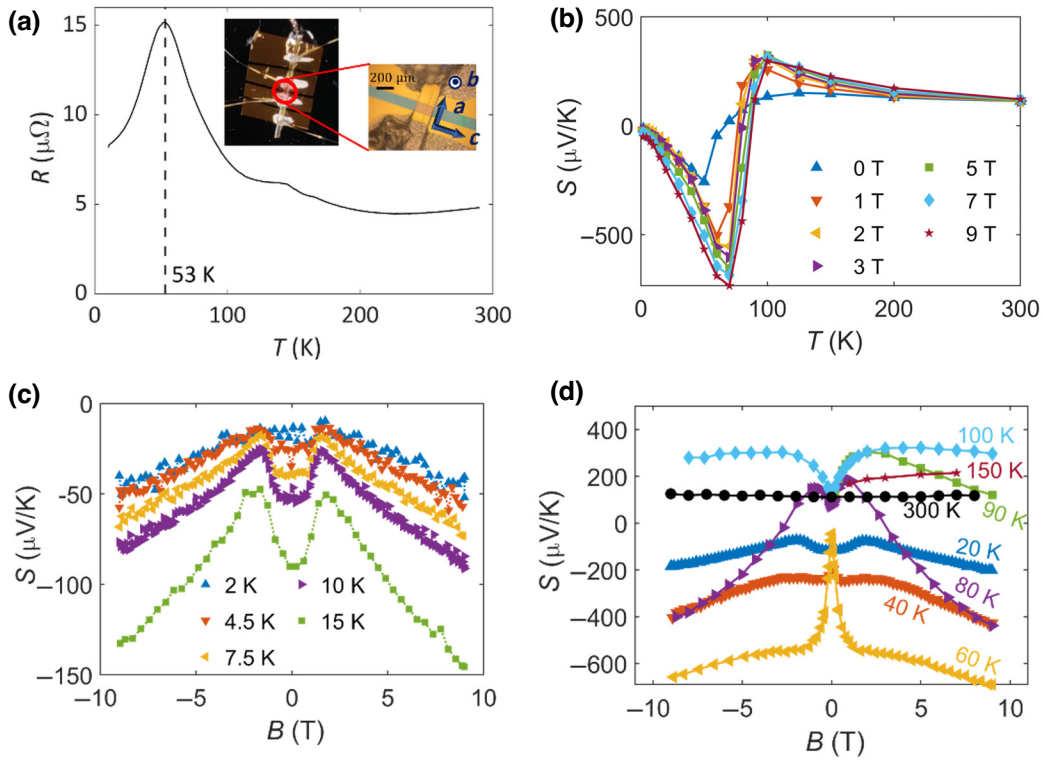 (a)
15
10
5
0
R (μΩ)
200 μm
b
a
c
53 K
0
100
200
300
T (K)
(b)
500
0
−500
S (μV/K)
0 T
1 T
2 T
3 T
5 T
7 T
9 T
0
100
200
300
T (K)
(c)
0
−50
−100
−150
S (μV/K)
2 K
4.5 K
7.5 K
10 K
15 K
−10
−5
0
5
10
B (T)
(d)
400
200
0
−200
−400
−600
S (μV/K)
100 K
150 K
300 K
90 K
20 K
80 K
40 K
60 K
−10
−5
0
5
10
B (T)